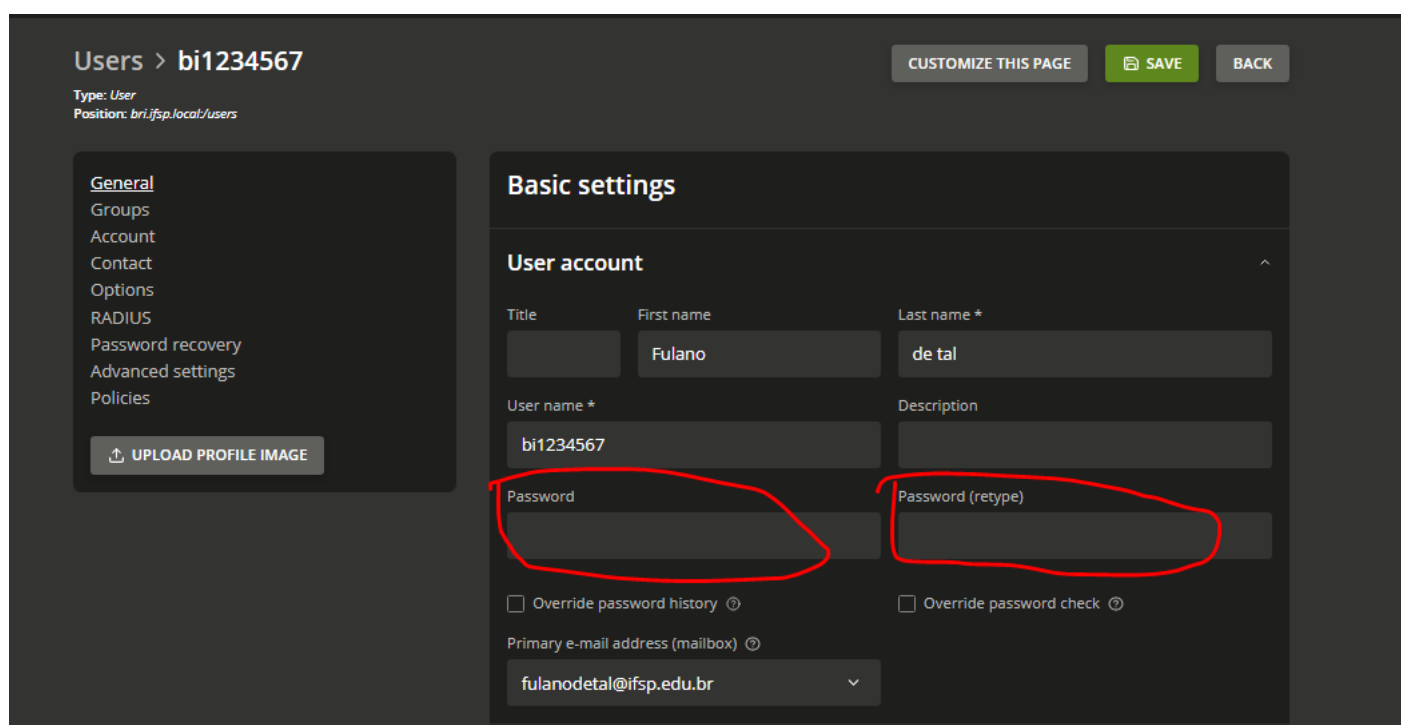 Users > bi1234567
CUSTOMIZE THIS PAGE
SAVE
BACK
Type: User
Position: bri.ifsp.local:/users
General
Groups
Account
Contact
Options
RADIUS
Password recovery
Advanced settings
Policies
UPLOAD PROFILE IMAGE
Basic settings
User account
Title
First name
Last name *
Fulano
de tal
User name *
Description
bi1234567
Password
Password (retype)
Override password history
Override password check
Primary e-mail address (mailbox)
fulanodetal@ifsp.edu.br